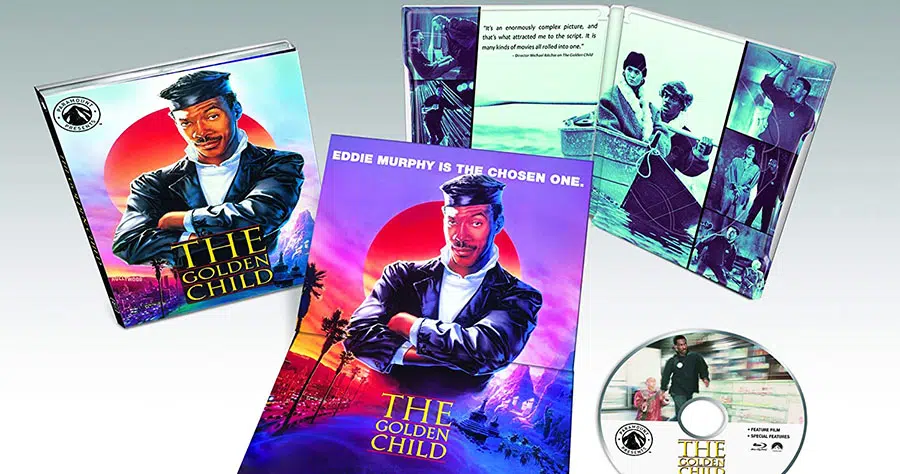 PARAMOUNT
PRESENTS
THE
GOLDEN
CHILD
"It's an enormously complex picture, and
that's what attracted me to the script. It is
many kinds of movies all rolled into one."
– Director Michael Ritchie on The Golden Child
EDDIE MURPHY IS THE CHOSEN ONE.
THE
GOLDEN
CHILD
• FEATURE FILM
• SPECIAL FEATURES
THE
GOLDEN
CHILD